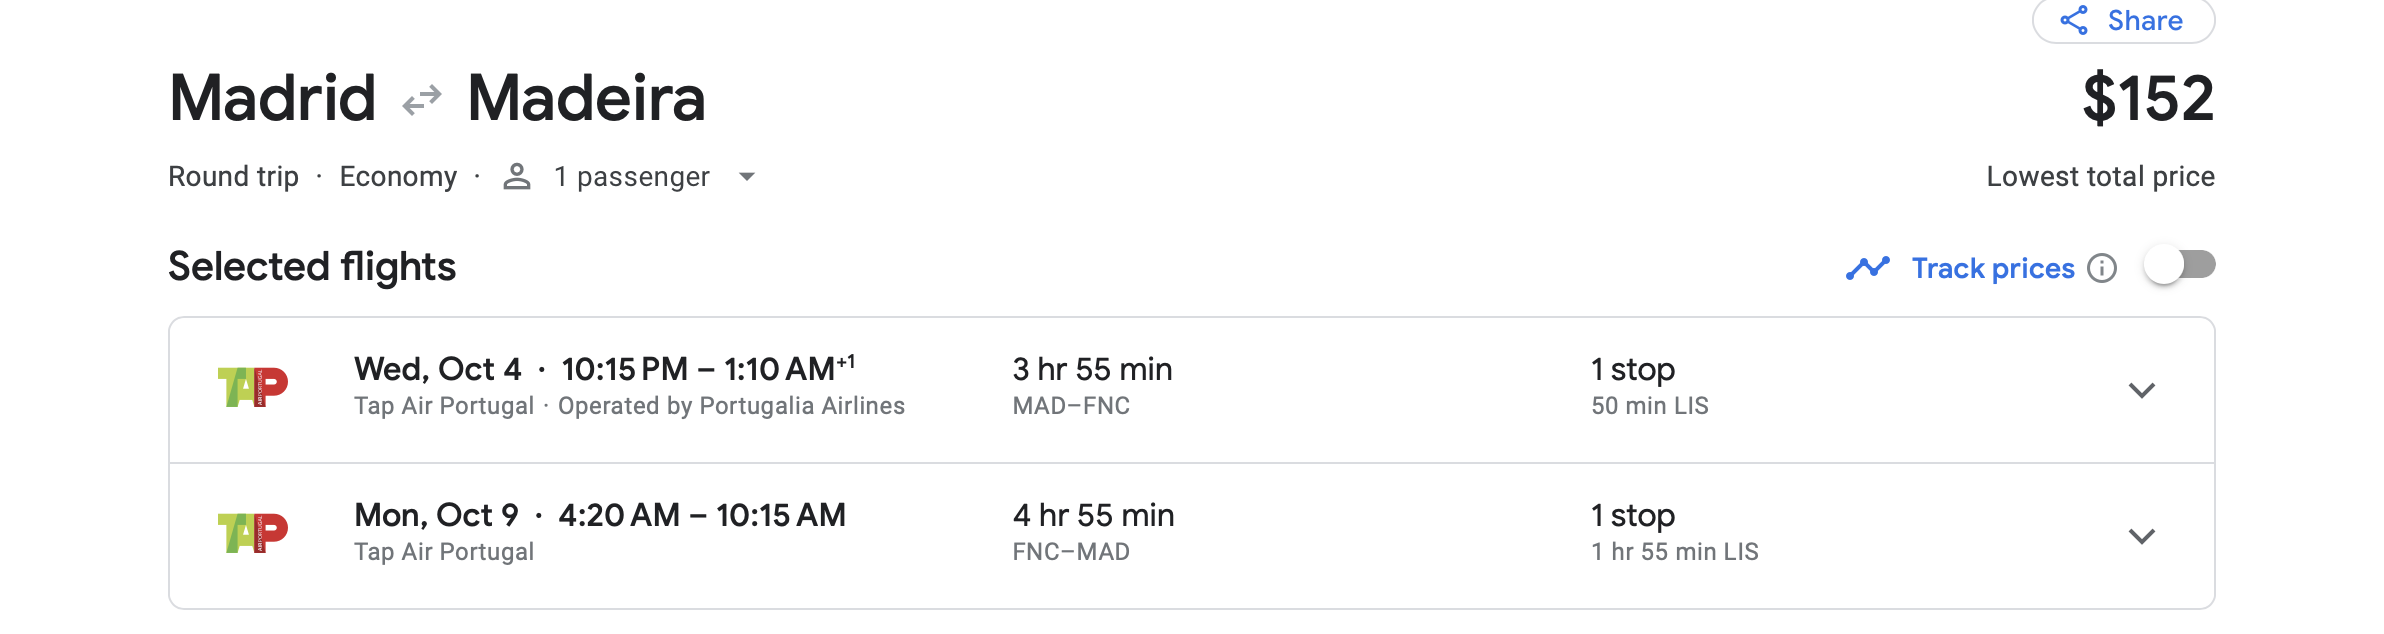 Share
Madrid Madeira
$152
Round trip · Economy · 1 passenger
Lowest total price
Selected flights
Track prices
TAP AIR PORTUGAL
Wed, Oct 4 · 10:15 PM – 1:10 AM+1
3 hr 55 min
1 stop
Tap Air Portugal · Operated by Portugalia Airlines
MAD–FNC
50 min LIS
TAP AIR PORTUGAL
Mon, Oct 9 · 4:20 AM – 10:15 AM
4 hr 55 min
1 stop
Tap Air Portugal
FNC–MAD
1 hr 55 min LIS